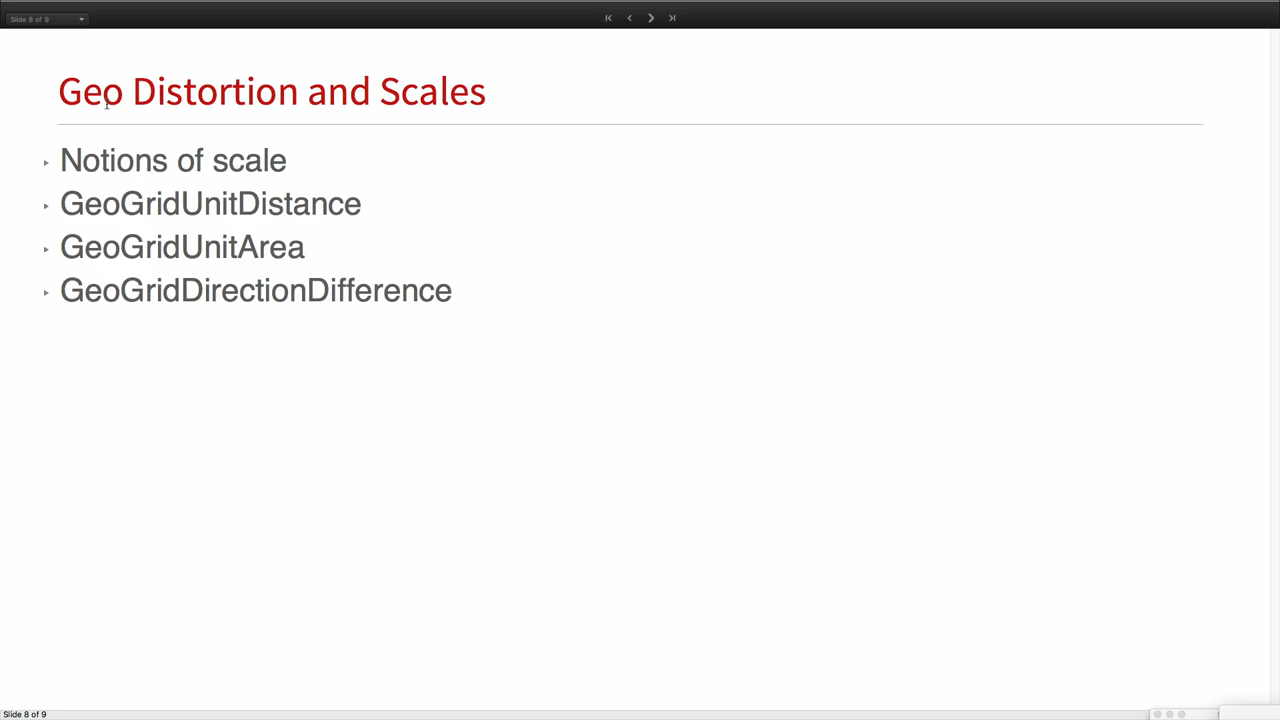 Slide 8 of 9
Geo Distortion and Scales
Notions of scale
GeoGridUnitDistance
GeoGridUnitArea
GeoGridDirectionDifference
Slide 8 of 9